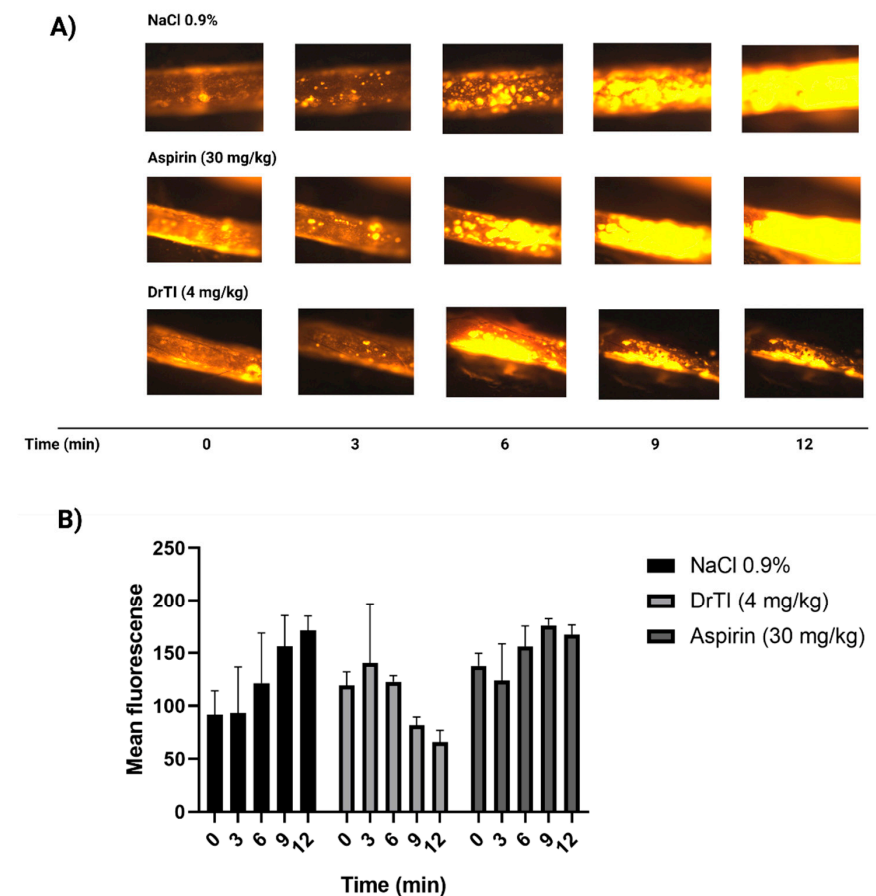 A)
NaCl 0.9%
Aspirin (30 mg/kg)
DrTI (4 mg/kg)
Time (min) 0 3 6 9 12
B)
250
200
150
100
50
0
Mean fluorescense
0 3 6 9 12 0 3 6 9 12 0 3 6 9 12
Time (min)
NaCl 0.9%
DrTI (4 mg/kg)
Aspirin (30 mg/kg)